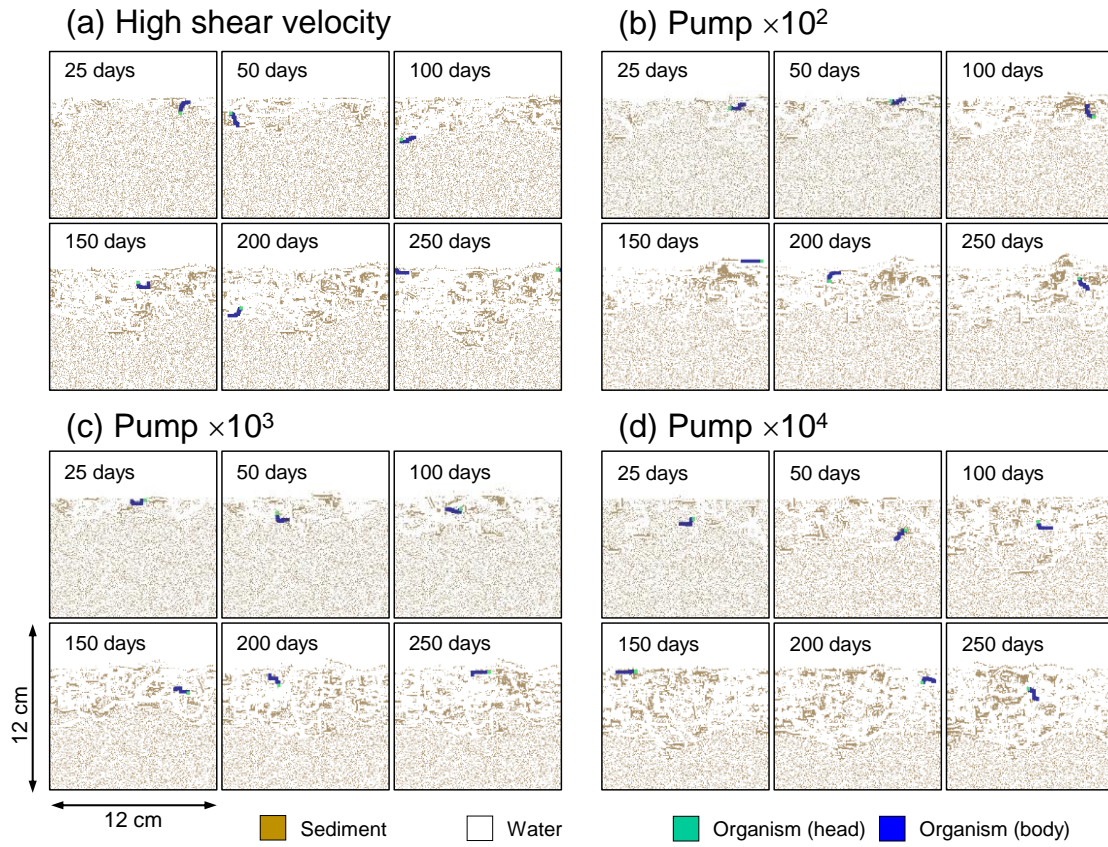 (a) High shear velocity
25 days
50 days
100 days
150 days
200 days
250 days
(b) Pump ×10²
25 days
50 days
100 days
150 days
200 days
250 days
(c) Pump ×10³
25 days
50 days
100 days
150 days
200 days
250 days
12 cm
12 cm
(d) Pump ×10⁴
25 days
50 days
100 days
150 days
200 days
250 days
Sediment
Water
Organism (head)
Organism (body)